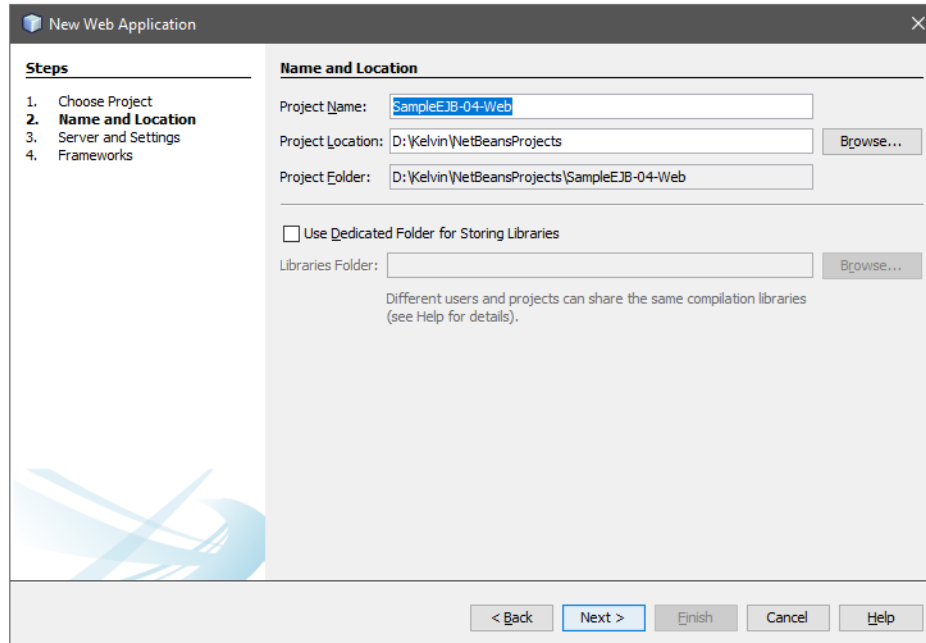 New Web Application
Steps
1. Choose Project
2. Name and Location
3. Server and Settings
4. Frameworks
Name and Location
Project Name: SampleEJB-04-Web
Project Location: D:\Kelvin\NetBeansProjects Browse...
Project Folder: D:\Kelvin\NetBeansProjects\SampleEJB-04-Web
Use Dedicated Folder for Storing Libraries
Libraries Folder: Browse...
Different users and projects can share the same compilation libraries
(see Help for details).
< Back Next > Finish Cancel Help